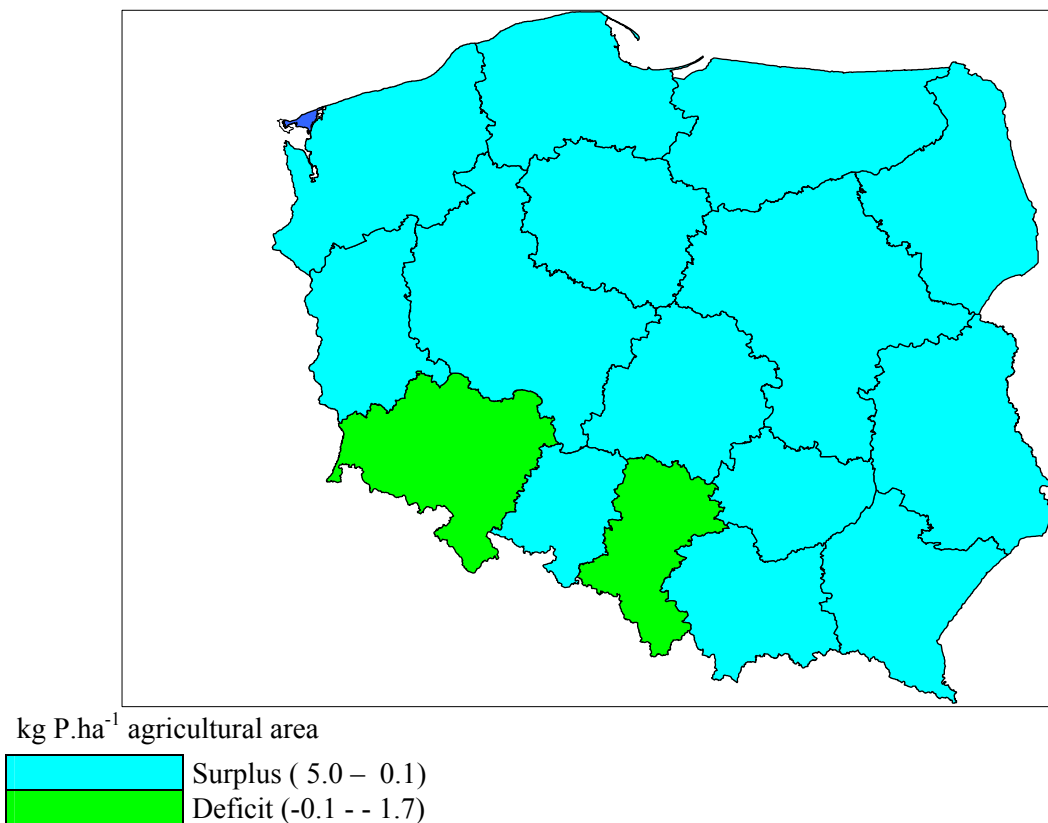 kg P.ha⁻¹ agricultural area
Surplus ( 5.0 – 0.1)
Deficit (-0.1 - - 1.7)